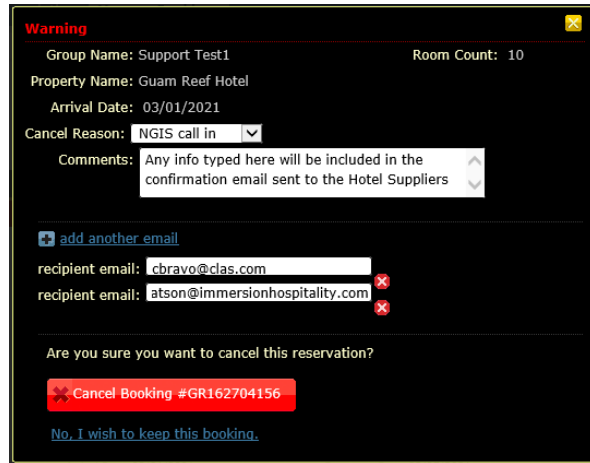 Warning
Group Name: Support Test1 Room Count: 10
Property Name: Guam Reef Hotel
Arrival Date: 03/01/2021
Cancel Reason: NGIS call in
Comments: Any info typed here will be included in the
confirmation email sent to the Hotel Suppliers
add another email
recipient email: cbravo@clas.com
recipient email: atson@immersionhospitality.com
Are you sure you want to cancel this reservation?
Cancel Booking #GR162704156
No, I wish to keep this booking.